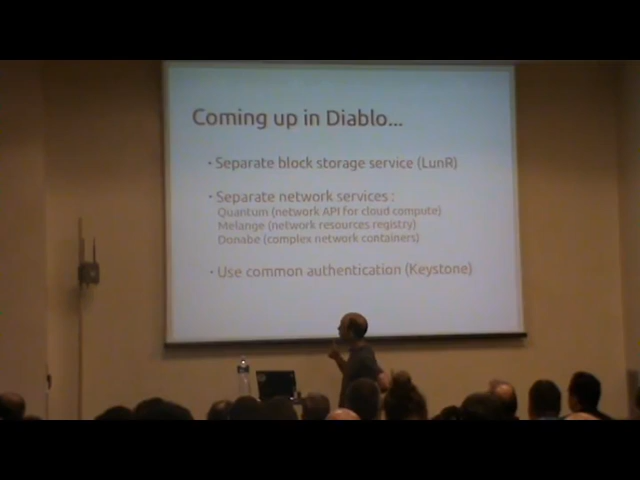 Coming up in Diablo...
· Separate block storage service (LunR)
· Separate network services :
Quantum (network API for cloud compute)
Melange (network resources registry)
Donabe (complex network containers)
· Use common authentication (Keystone)